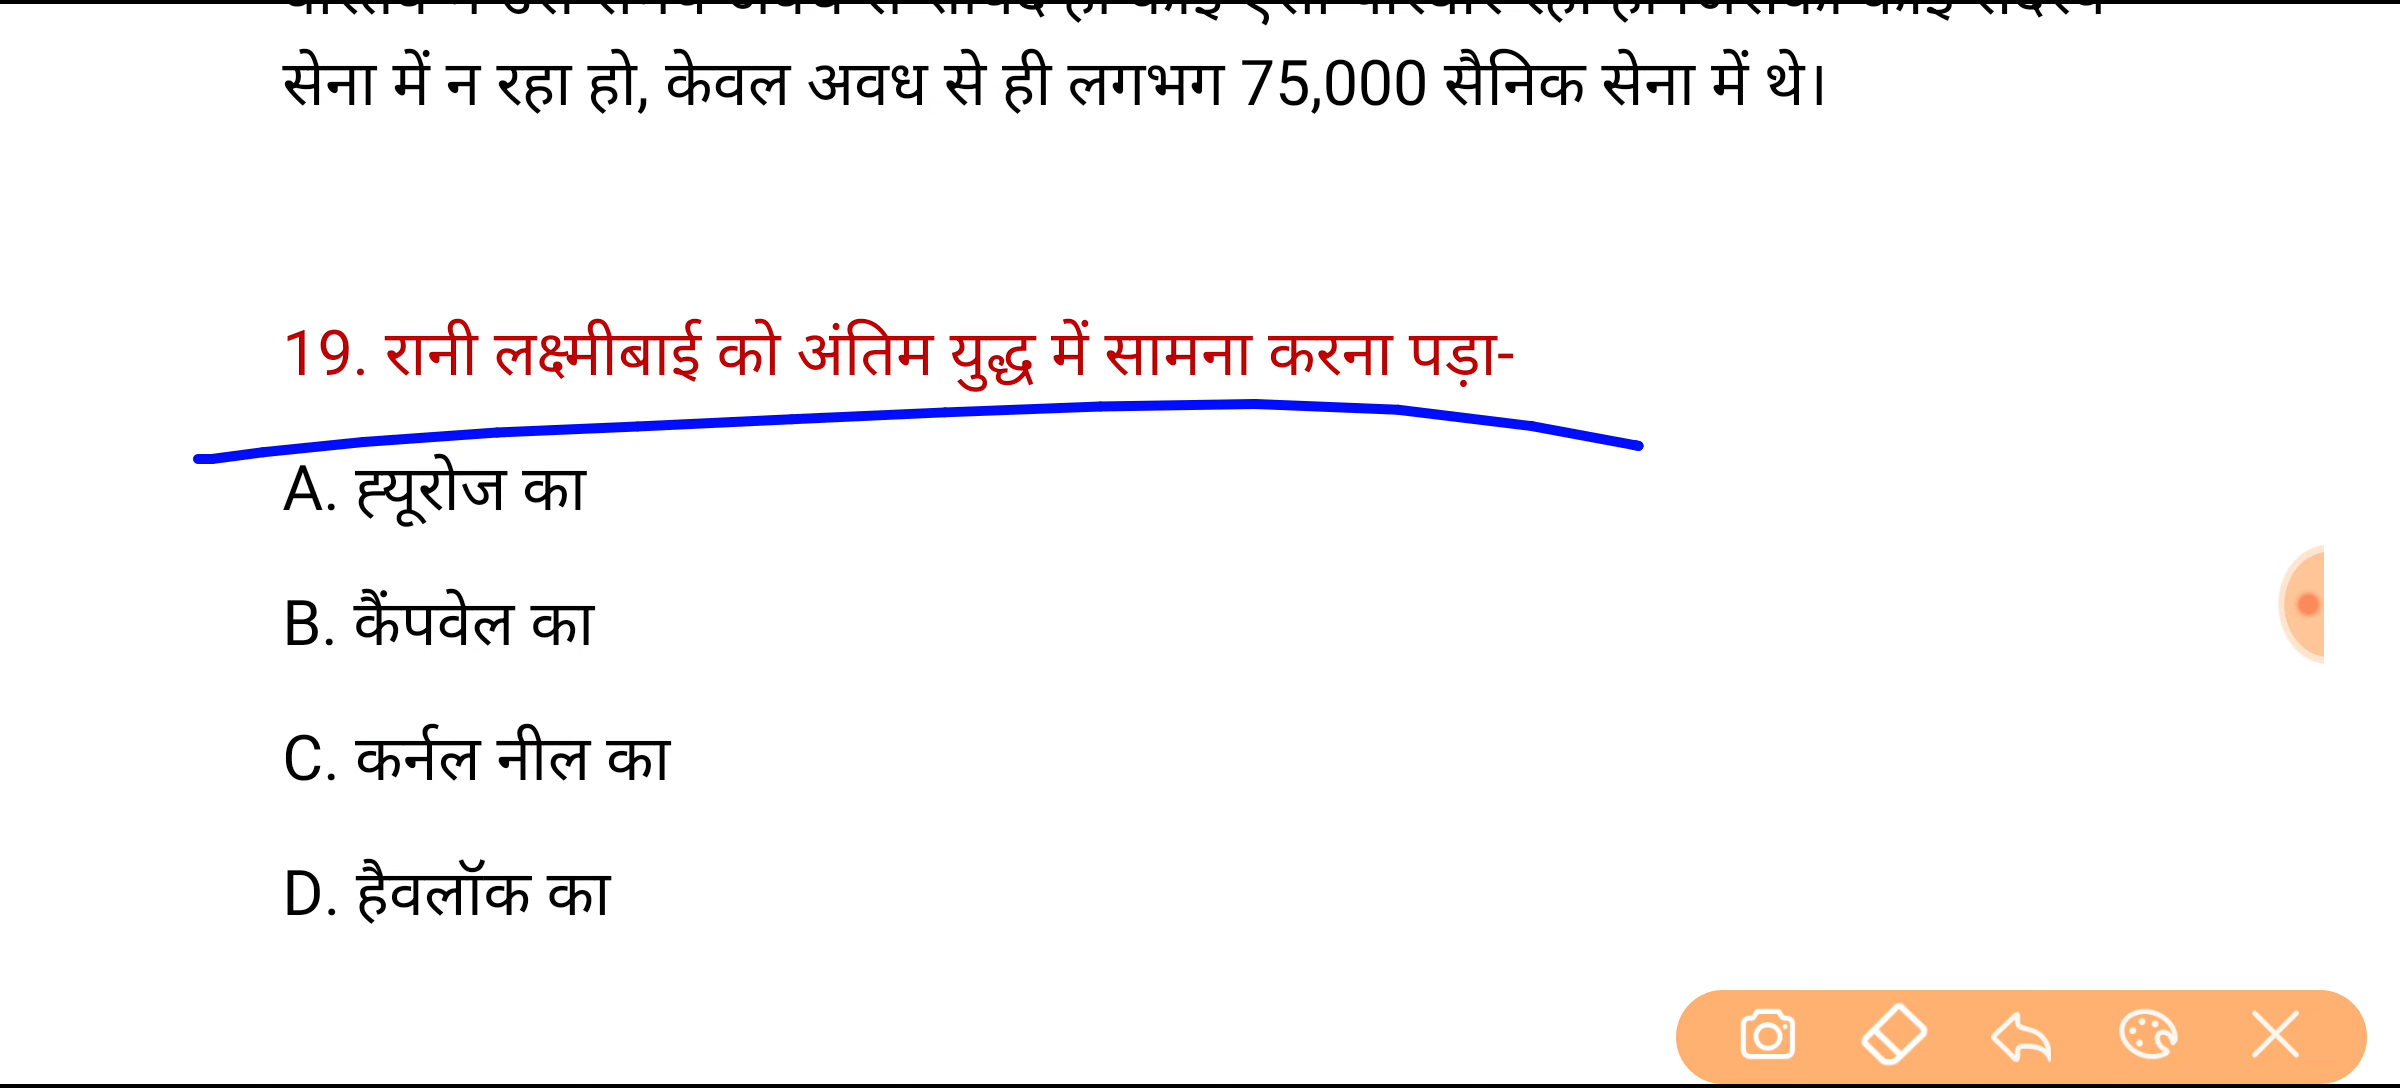 सेना में न रहा हो, केवल अवध से ही लगभग 75,000 सैनिक सेना में थे।
19. रानी लक्ष्मीबाई को अंतिम युद्ध में सामना करना पड़ा-
A. ह्यूरोज का
B. कैंपवेल का
C. कर्नल नील का
D. हैवलॉक का